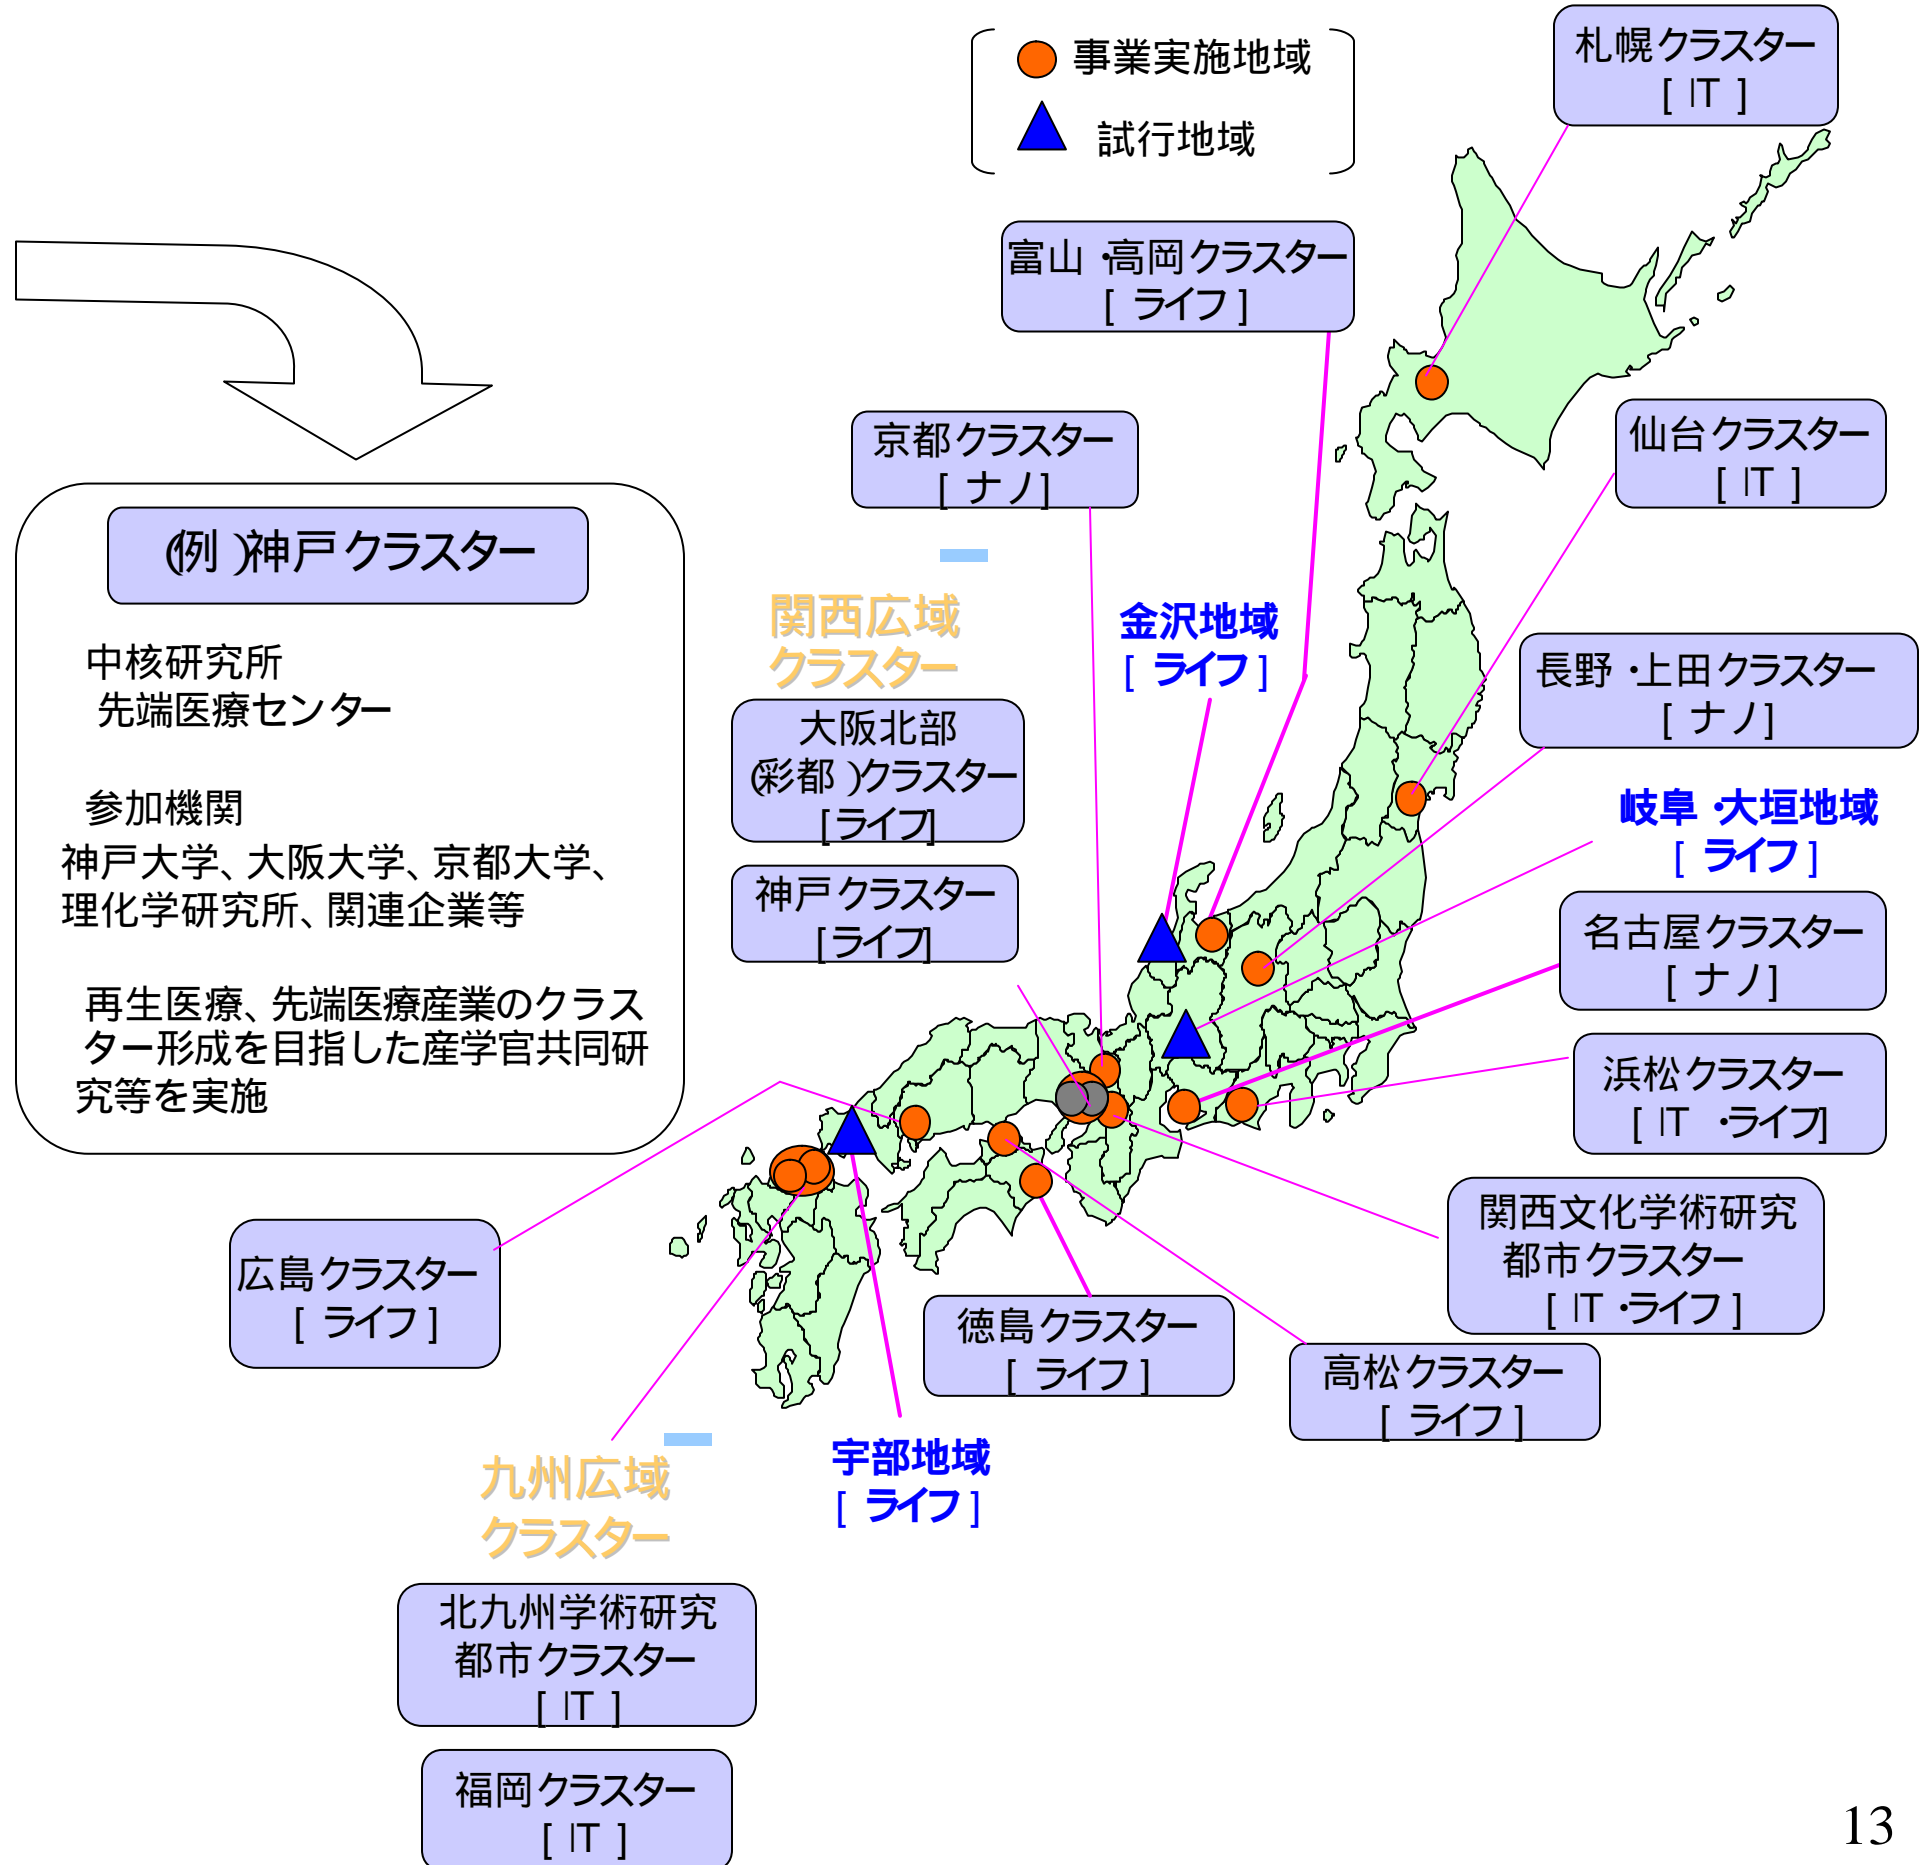 事業実施地域
試行地域
札幌クラスター
[ IT ]
富山・高岡クラスター
[ ライフ ]
京都クラスター
[ ナノ]
仙台クラスター
[ IT ]
(例)神戸クラスター
中核研究所
先端医療センター
参加機関
神戸大学、大阪大学、京都大学、
理化学研究所、関連企業等
再生医療、先端医療産業のクラス
ター形成を目指した産学官共同研
究等を実施
関西広域
クラスター
金沢地域
[ ライフ ]
長野・上田クラスター
[ ナノ]
大阪北部
(彩都)クラスター
[ライフ]
岐阜・大垣地域
[ ライフ ]
神戸クラスター
[ライフ]
名古屋クラスター
[ ナノ]
浜松クラスター
[ IT ・ライフ]
関西文化学術研究
都市クラスター
[ IT ・ライフ ]
広島クラスター
[ ライフ ]
徳島クラスター
[ ライフ ]
高松クラスター
[ ライフ ]
九州広域
クラスター
宇部地域
[ ライフ ]
北九州学術研究
都市クラスター
[ IT ]
福岡クラスター
[ IT ]
13